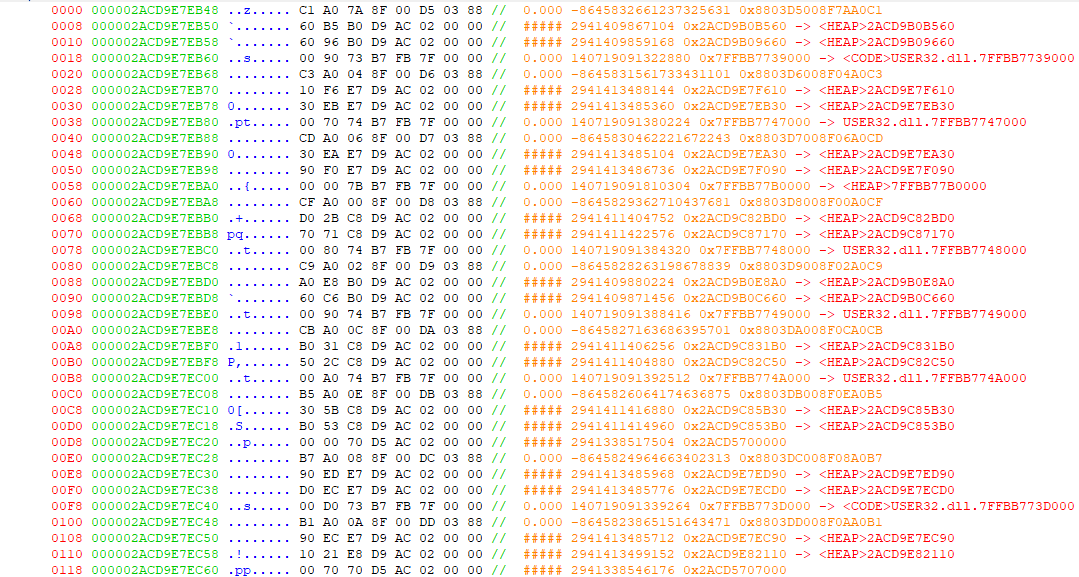 0000 000002ACD9E7EB48 ..z..... C1 A0 7A 8F 00 D5 03 88 // 0.000 -8645832661237325631 0x8803D5008F7AA0C1
0008 000002ACD9E7EB50 `....... 60 B5 B0 D9 AC 02 00 00 // ##### 2941409867104 0x2ACD9B0B560 -> <HEAP>2ACD9B0B560
0010 000002ACD9E7EB58 `....... 60 96 B0 D9 AC 02 00 00 // ##### 2941409859168 0x2ACD9B09660 -> <HEAP>2ACD9B09660
0018 000002ACD9E7EB60 ..s..... 00 90 73 B7 FB 7F 00 00 // 0.000 140719091322880 0x7FFBB7739000 -> <CODE>USER32.dll.7FFBB7739000
0020 000002ACD9E7EB68 ........ C3 A0 04 8F 00 D6 03 88 // 0.000 -8645831561733431101 0x8803D6008F04A0C3
0028 000002ACD9E7EB70 ........ 10 F6 E7 D9 AC 02 00 00 // ##### 2941413488144 0x2ACD9E7F610 -> <HEAP>2ACD9E7F610
0030 000002ACD9E7EB78 0....... 30 EB E7 D9 AC 02 00 00 // ##### 2941413485360 0x2ACD9E7EB30 -> <HEAP>2ACD9E7EB30
0038 000002ACD9E7EB80 .pt..... 00 70 74 B7 FB 7F 00 00 // 0.000 140719091380224 0x7FFBB7747000 -> USER32.dll.7FFBB7747000
0040 000002ACD9E7EB88 ........ CD A0 06 8F 00 D7 03 88 // 0.000 -8645830462221672243 0x8803D7008F06A0CD
0048 000002ACD9E7EB90 0....... 30 EA E7 D9 AC 02 00 00 // ##### 2941413485104 0x2ACD9E7EA30 -> <HEAP>2ACD9E7EA30
0050 000002ACD9E7EB98 ........ 90 F0 E7 D9 AC 02 00 00 // ##### 2941413486736 0x2ACD9E7F090 -> <HEAP>2ACD9E7F090
0058 000002ACD9E7EBA0 ..{..... 00 00 7B B7 FB 7F 00 00 // 0.000 140719091810304 0x7FFBB77B0000 -> <HEAP>7FFBB77B0000
0060 000002ACD9E7EBA8 ........ CF A0 00 8F 00 D8 03 88 // 0.000 -8645829362710437681 0x8803D8008F00A0CF
0068 000002ACD9E7EBB0 .+...... D0 2B C8 D9 AC 02 00 00 // ##### 2941411404752 0x2ACD9C82BD0 -> <HEAP>2ACD9C82BD0
0070 000002ACD9E7EBB8 pq...... 70 71 C8 D9 AC 02 00 00 // ##### 2941411422576 0x2ACD9C87170 -> <HEAP>2ACD9C87170
0078 000002ACD9E7EBC0 ..t..... 00 80 74 B7 FB 7F 00 00 // 0.000 140719091384320 0x7FFBB7748000 -> USER32.dll.7FFBB7748000
0080 000002ACD9E7EBC8 ........ C9 A0 02 8F 00 D9 03 88 // 0.000 -8645828263198678839 0x8803D9008F02A0C9
0088 000002ACD9E7EBD0 ........ A0 E8 B0 D9 AC 02 00 00 // ##### 2941409880224 0x2ACD9B0E8A0 -> <HEAP>2ACD9B0E8A0
0090 000002ACD9E7EBD8 `....... 60 C6 B0 D9 AC 02 00 00 // ##### 2941409871456 0x2ACD9B0C660 -> <HEAP>2ACD9B0C660
0098 000002ACD9E7EBE0 ..t..... 00 90 74 B7 FB 7F 00 00 // 0.000 140719091388416 0x7FFBB7749000 -> USER32.dll.7FFBB7749000
00A0 000002ACD9E7EBE8 ........ CB A0 0C 8F 00 DA 03 88 // 0.000 -8645827163686395701 0x8803DA008F0CA0CB
00A8 000002ACD9E7EBF0 .1...... B0 31 C8 D9 AC 02 00 00 // ##### 2941411406256 0x2ACD9C831B0 -> <HEAP>2ACD9C831B0
00B0 000002ACD9E7EBF8 P,...... 50 2C C8 D9 AC 02 00 00 // ##### 2941411404880 0x2ACD9C82C50 -> <HEAP>2ACD9C82C50
00B8 000002ACD9E7EC00 ..t..... 00 A0 74 B7 FB 7F 00 00 // 0.000 140719091392512 0x7FFBB774A000 -> USER32.dll.7FFBB774A000
00C0 000002ACD9E7EC08 ........ B5 A0 0E 8F 00 DB 03 88 // 0.000 -8645826064174636875 0x8803DB008F0EA0B5
00C8 000002ACD9E7EC10 0[...... 30 5B C8 D9 AC 02 00 00 // ##### 2941411416880 0x2ACD9C85B30 -> <HEAP>2ACD9C85B30
00D0 000002ACD9E7EC18 .S...... B0 53 C8 D9 AC 02 00 00 // ##### 2941411414960 0x2ACD9C853B0 -> <HEAP>2ACD9C853B0
00D8 000002ACD9E7EC20 ..p..... 00 00 70 D5 AC 02 00 00 // ##### 2941338517504 0x2ACD5700000
00E0 000002ACD9E7EC28 ........ B7 A0 08 8F 00 DC 03 88 // 0.000 -8645824964663402313 0x8803DC008F08A0B7
00E8 000002ACD9E7EC30 ........ 90 ED E7 D9 AC 02 00 00 // ##### 2941413485968 0x2ACD9E7ED90 -> <HEAP>2ACD9E7ED90
00F0 000002ACD9E7EC38 ........ D0 EC E7 D9 AC 02 00 00 // ##### 2941413485776 0x2ACD9E7ECD0 -> <HEAP>2ACD9E7ECD0
00F8 000002ACD9E7EC40 ..s..... 00 D0 73 B7 FB 7F 00 00 // 0.000 140719091339264 0x7FFBB773D000 -> <CODE>USER32.dll.7FFBB773D000
0100 000002ACD9E7EC48 ........ B1 A0 0A 8F 00 DD 03 88 // 0.000 -8645823865151643471 0x8803DD008F0AA0B1
0108 000002ACD9E7EC50 ........ 90 EC E7 D9 AC 02 00 00 // ##### 2941413485712 0x2ACD9E7EC90 -> <HEAP>2ACD9E7EC90
0110 000002ACD9E7EC58 .!...... 10 21 E8 D9 AC 02 00 00 // ##### 2941413499152 0x2ACD9E82110 -> <HEAP>2ACD9E82110
0118 000002ACD9E7EC60 .pp..... 00 70 70 D5 AC 02 00 00 // ##### 2941338546176 0x2ACD5707000